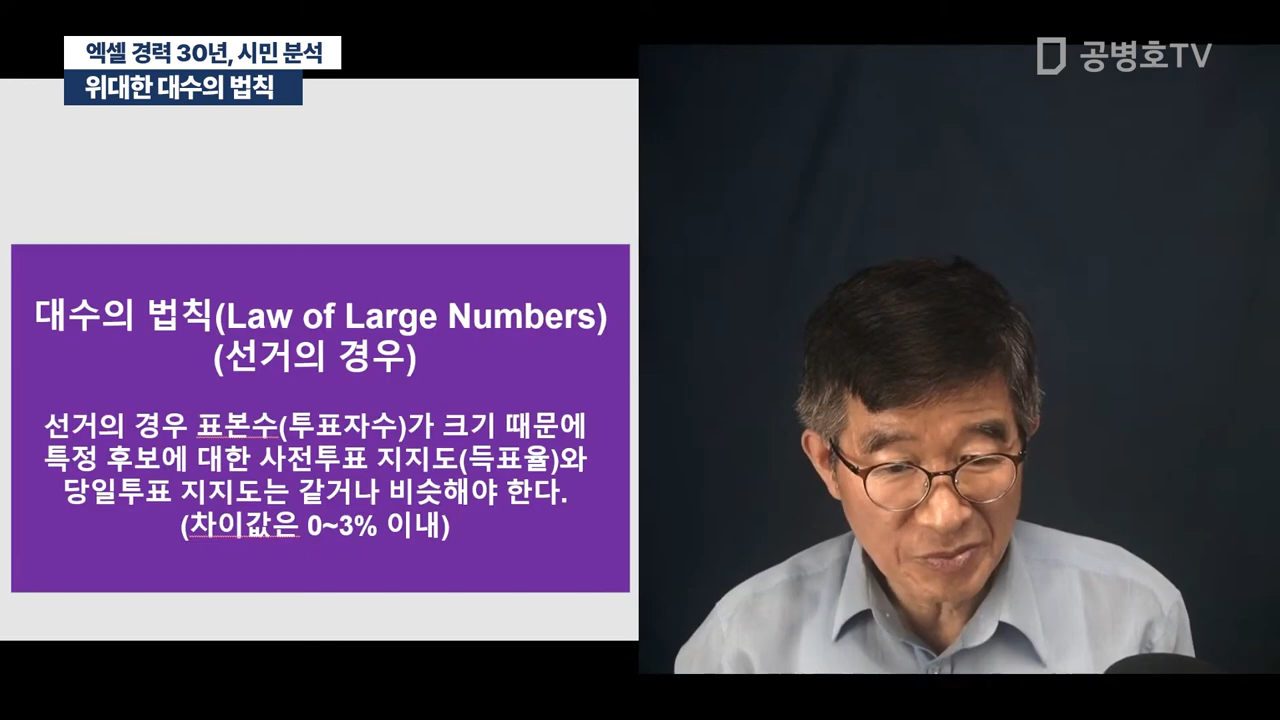 엑셀 경력 30년, 시민 분석
위대한 대수의 법칙
공병호TV
대수의 법칙(Law of Large Numbers)
(선거의 경우)
선거의 경우 표본수(투표자수)가 크기 때문에
특정 후보에 대한 사전투표 지지도(득표율)와
당일투표 지지도는 같거나 비슷해야 한다.
(차이값은 0~3% 이내)